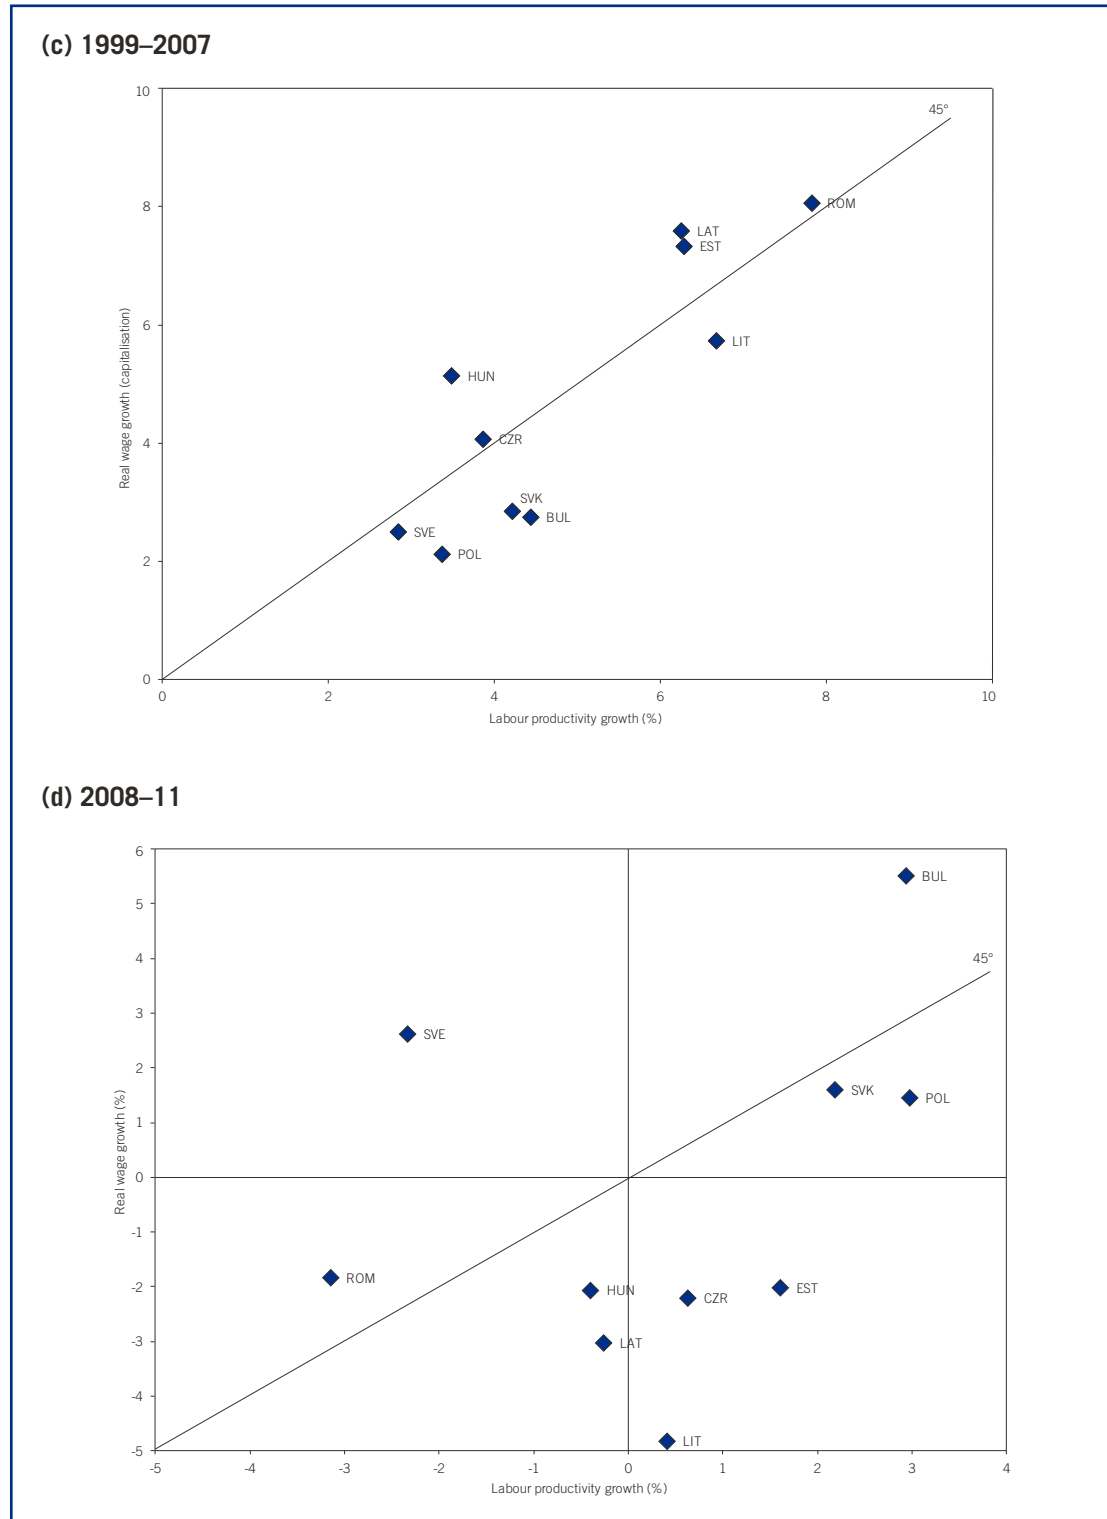 (c) 1999–2007
10
45°
8
ROM
LAT
EST
6
LIT
HUN
4
CZR
SVK
BUL
SVE
2
POL
0
Real wage growth (capitalisation)
0 2 4 6 8 10
Labour productivity growth (%)
(d) 2008–11
6
BUL
5
4
45°
3
SVE
2
SVK
POL
1
0
-1
ROM
-2
HUN
CZR
EST
-3
LAT
-4
LIT
-5
Real wage growth (%)
-5 -4 -3 -2 -1 0 1 2 3 4
Labour productivity growth (%)